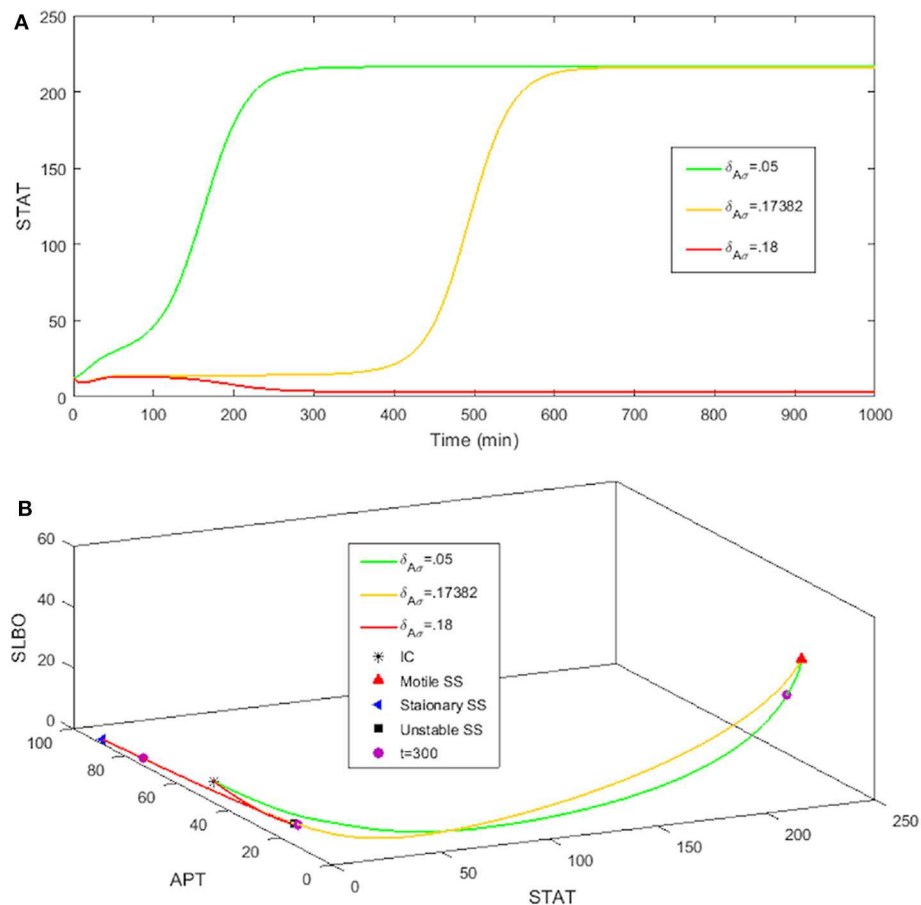 A
250
200
150
100
50
0
STAT
0 100 200 300 400 500 600 700 800 900 1000
Time (min)
δAσ=.05
δAσ=.17382
δAσ=.18
B
60
40
20
0
SLBO
100
80
60
40
20
0
APT
0
50
100
150
200
250
STAT
δAσ=.05
δAσ=.17382
δAσ=.18
IC
Motile SS
Staionary SS
Unstable SS
t=300